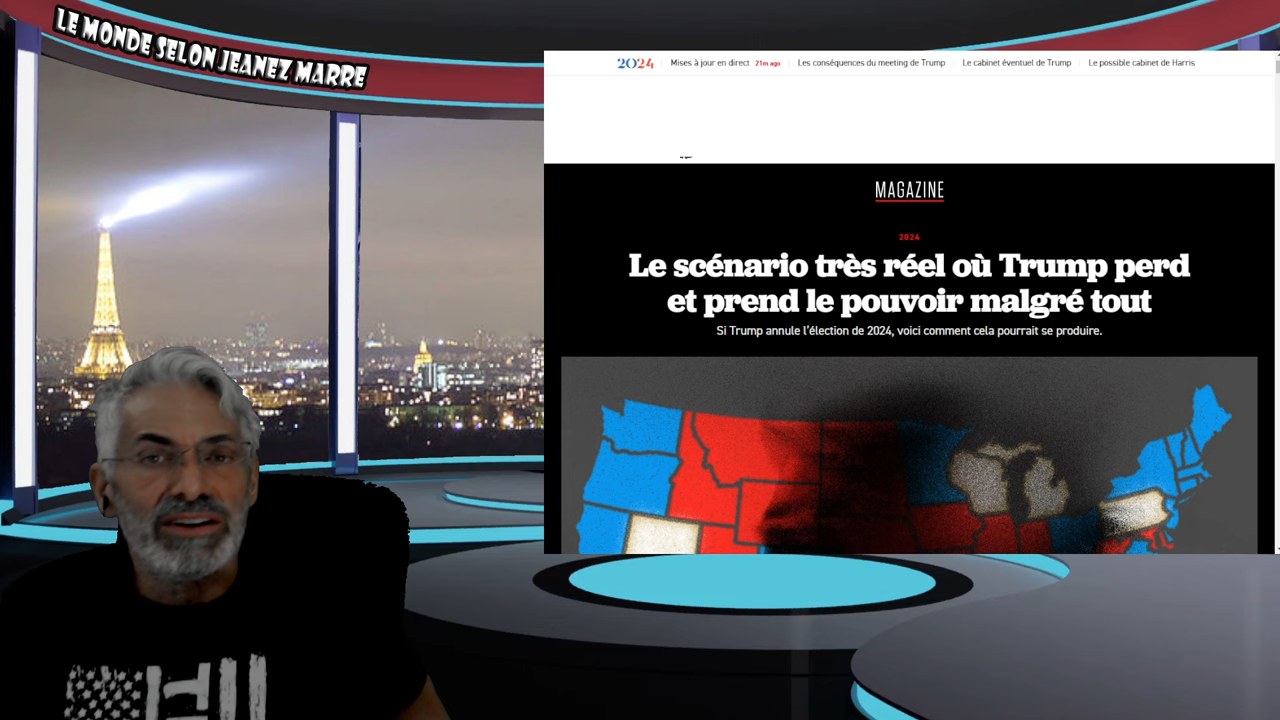 LE MONDE SELON JEANEZ MARRE
2024 Mises à jour en direct 21m ago Les conséquences du meeting de Trump Le cabinet éventuel de Trump Le possible cabinet de Harris
MAGAZINE
2024
Le scénario très réel où Trump perd
et prend le pouvoir malgré tout
Si Trump annule l'élection de 2024, voici comment cela pourrait se produire.